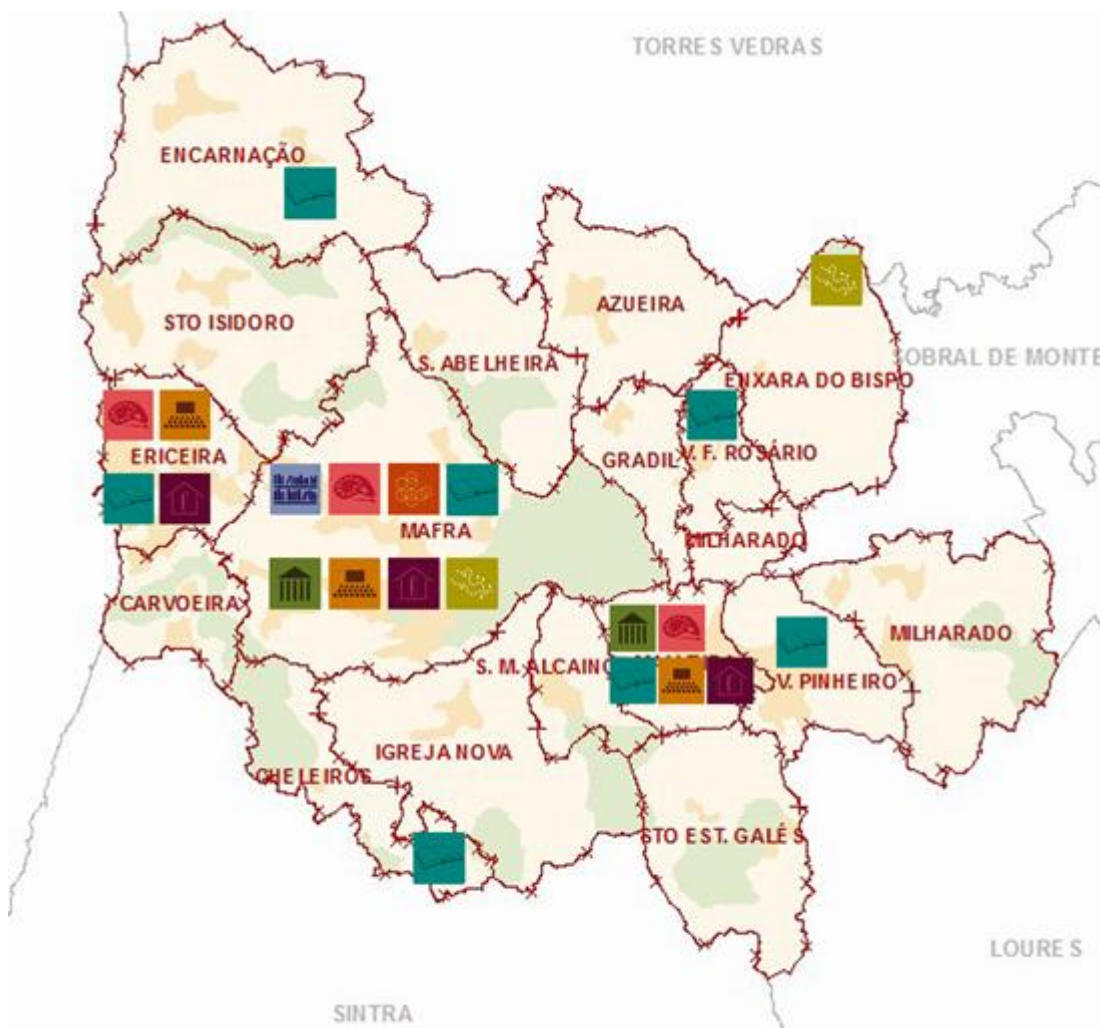 TORRES VEDRAS
ENCARNAÇÃO
AZUEIRA
STO ISIDORO
S. ABELHEIRA
SOBRAL DE MONTE
ENXARA DO BISPO
ERICEIRA
GRADIL
V. F. ROSÁRIO
MAFRA
MILHARADO
CARVOEIRA
MILHARADO
S. M. ALCAINÇ
V. PINHEIRO
IGREJA NOVA
CHELEIROS
STO EST. GALÉS
LOURES
SINTRA